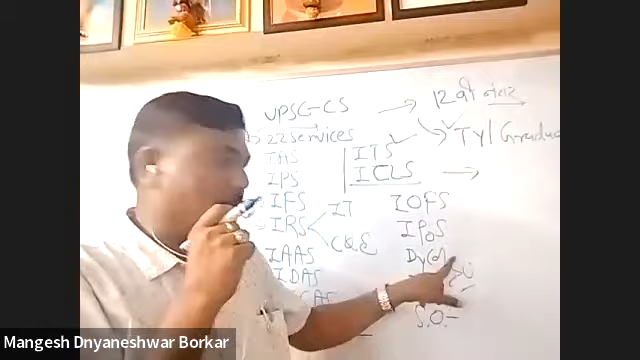 UPSC-CS → 12वी नंतर
22 services
TY/Graduat
IAS
ITS
IPS
ICLS →
IFS
IRS
IT
C&CE
IOFS
IPoS
IAAS
IDAS
S.O.-
Mangesh Dnyaneshwar Borkar